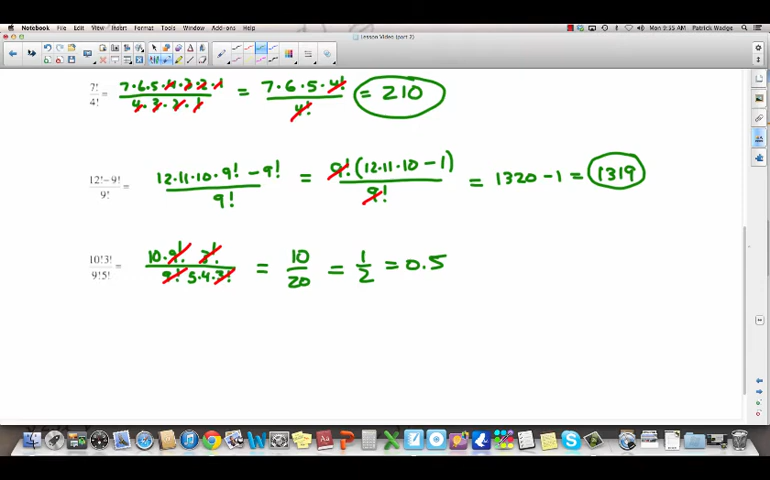 Notebook File Edit View Insert Format Tools Window Add-ons Help Mon 9:35 AM Patrick Wadge
Lesson Video (part 2)
7!/4! = 7·6·5·4·3·2·1/4·3·2·1 = 7·6·5·4!/4! = 210
12!−9!/9! = 12·11·10·9! − 9!/9! = 9!(12·11·10 − 1)/9! = 1320 − 1 = 1319
10!3!/9!5! = 10·9! 3!/9! 5·4·3! = 10/20 = 1/2 = 0.5